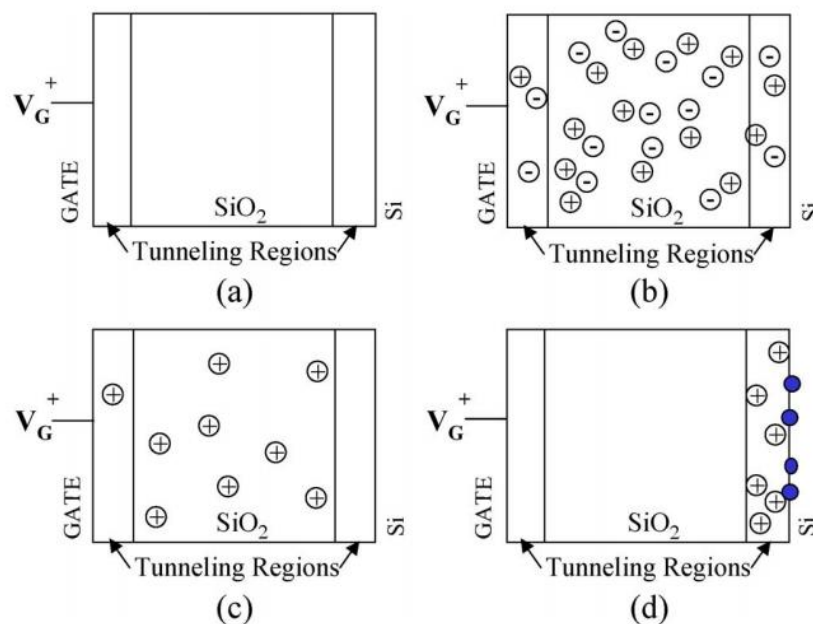 +
V_G
GATE
SiO₂
Si
Tunneling Regions
(a)
+
V_G
GATE
SiO₂
Si
Tunneling Regions
(b)
+
V_G
GATE
SiO₂
Si
Tunneling Regions
(c)
+
V_G
GATE
SiO₂
Si
Tunneling Regions
(d)